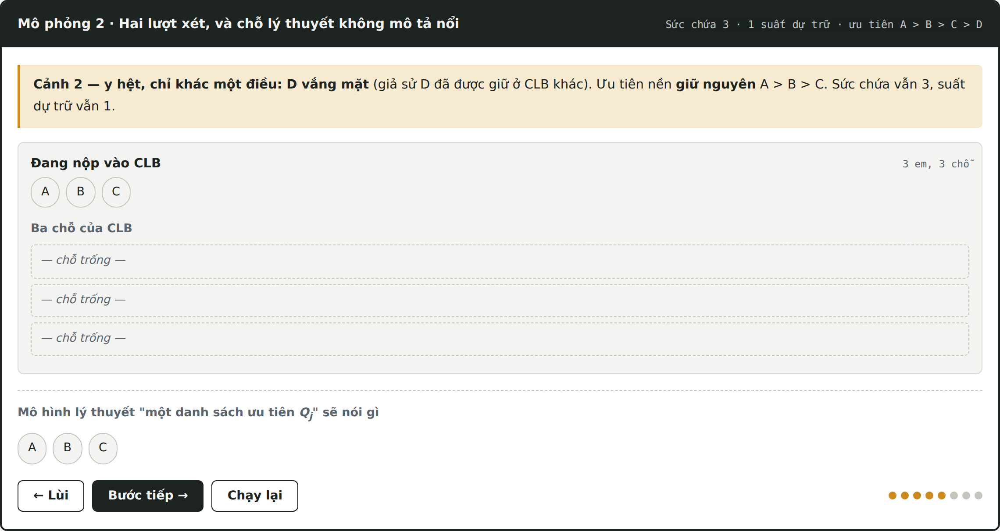 Mô phỏng 2 · Hai lượt xét, và chỗ lý thuyết không mô tả nổi
Sức chứa 3 · 1 suất dự trữ · ưu tiên A > B > C > D
Cảnh 2 — y hệt, chỉ khác một điều: D vắng mặt (giả sử D đã được giữ ở CLB khác). Ưu tiên nền giữ nguyên A > B > C. Sức chứa vẫn 3, suất
dự trữ vẫn 1.
Đang nộp vào CLB
3 em, 3 chỗ
A B C
Ba chỗ của CLB
— chỗ trống —
— chỗ trống —
— chỗ trống —
Mô hình lý thuyết "một danh sách ưu tiên Qj" sẽ nói gì
A B C
← Lùi
Bước tiếp →
Chạy lại